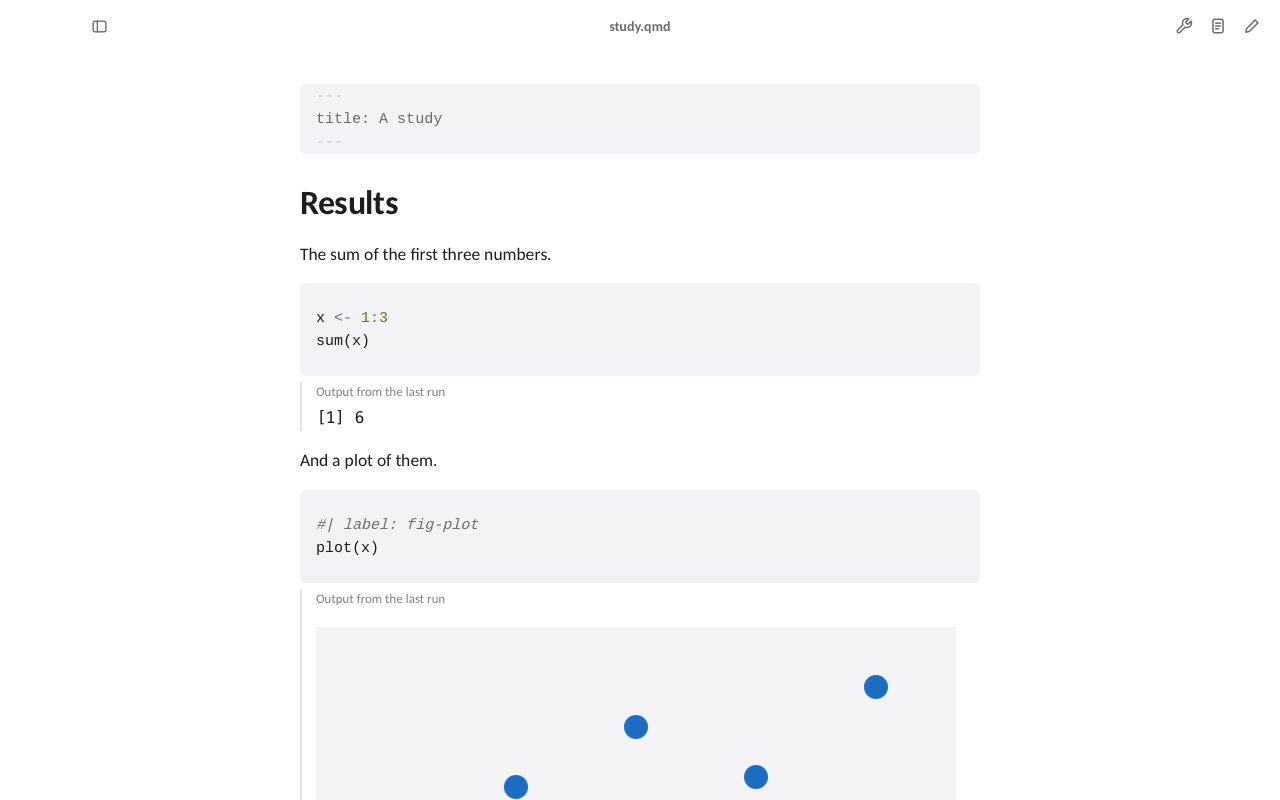 study.qmd
---
title: A study
---
Results
The sum of the first three numbers.
x <- 1:3
sum(x)
Output from the last run
[1] 6
And a plot of them.
#| label: fig-plot
plot(x)
Output from the last run